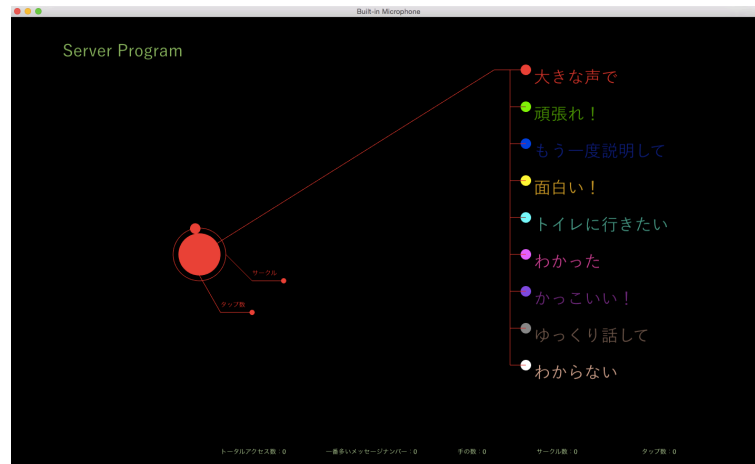 Built-in Microphone
Server Program
大きな声で
頑張れ！
もう一度説明して
面白い！
トイレに行きたい
わかった
かっこいい！
ゆっくり話して
わからない
サークル
タップ数
トータルアクセス数：0 一番多いメッセージナンバー：0 手の数：0 サークル数：0 タップ数：0